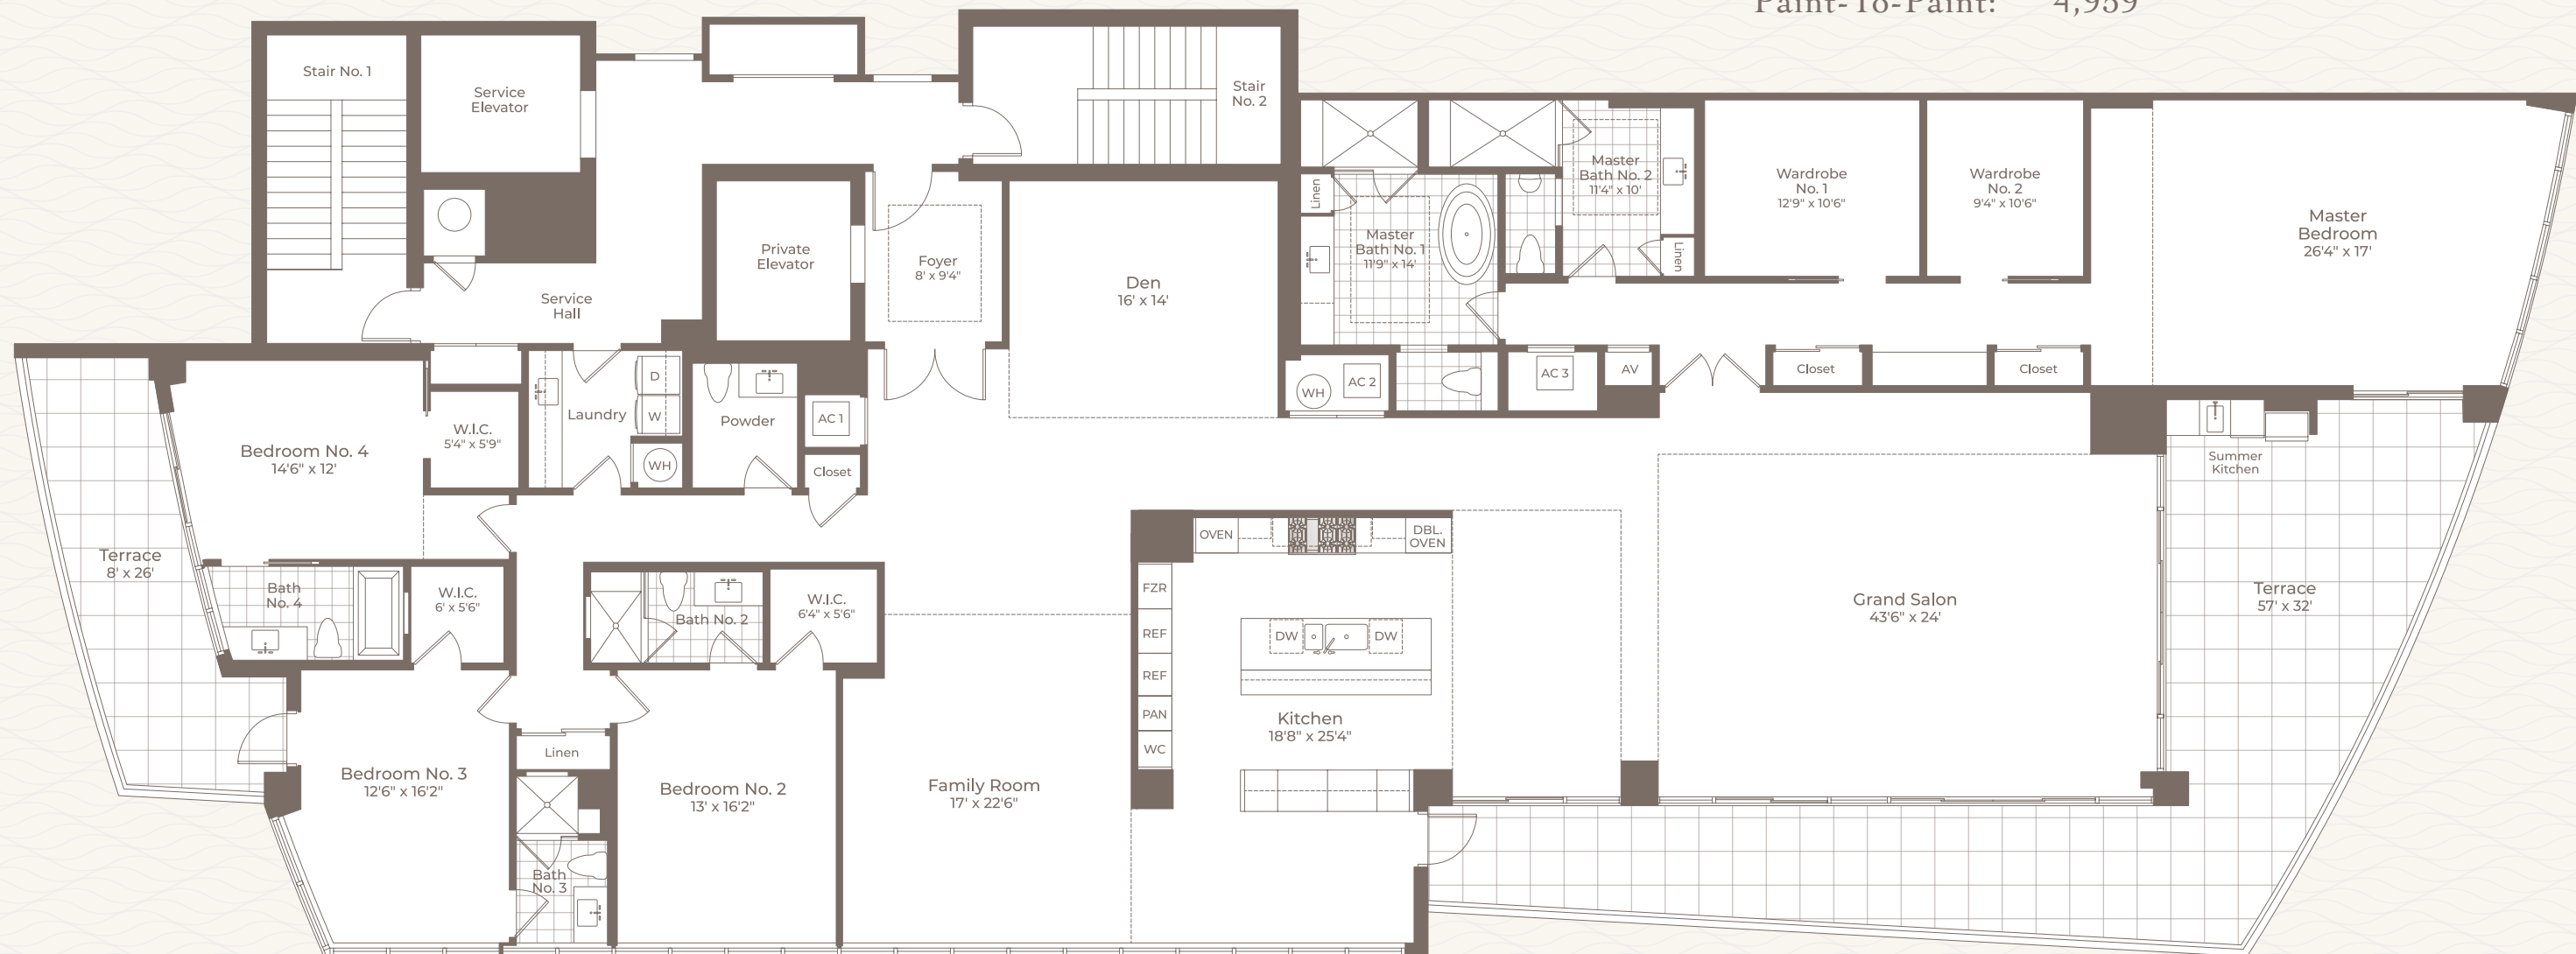 Paint-To-Paint: 4,959
Stair No. 1
Service
Elevator
Stair
No. 2
Master
Bath No. 2
11'4" x 10'
Wardrobe
No. 1
12'9" x 10'6"
Wardrobe
No. 2
9'4" x 10'6"
Master
Bedroom
26'4" x 17'
Linen
Master
Bath No. 1
11'9" x 14'
Linen
Private
Elevator
Foyer
8' x 9'4"
Den
16' x 14'
Service
Hall
D
W
Laundry
WH
Powder
AC 1
Closet
WH
AC 2
AC 3
AV
Closet
Closet
W.I.C.
5'4" x 5'9"
Bedroom No. 4
14'6" x 12'
Summer
Kitchen
Terrace
8' x 26'
Bath
No. 4
W.I.C.
6' x 5'6"
Bath No. 2
W.I.C.
6'4" x 5'6"
OVEN
DBL.
OVEN
FZR
REF
REF
PAN
WC
DW
DW
Kitchen
18'8" x 25'4"
Grand Salon
43'6" x 24'
Terrace
57' x 32'
Linen
Bedroom No. 3
12'6" x 16'2"
Bedroom No. 2
13' x 16'2"
Family Room
17' x 22'6"
Bath
No. 3